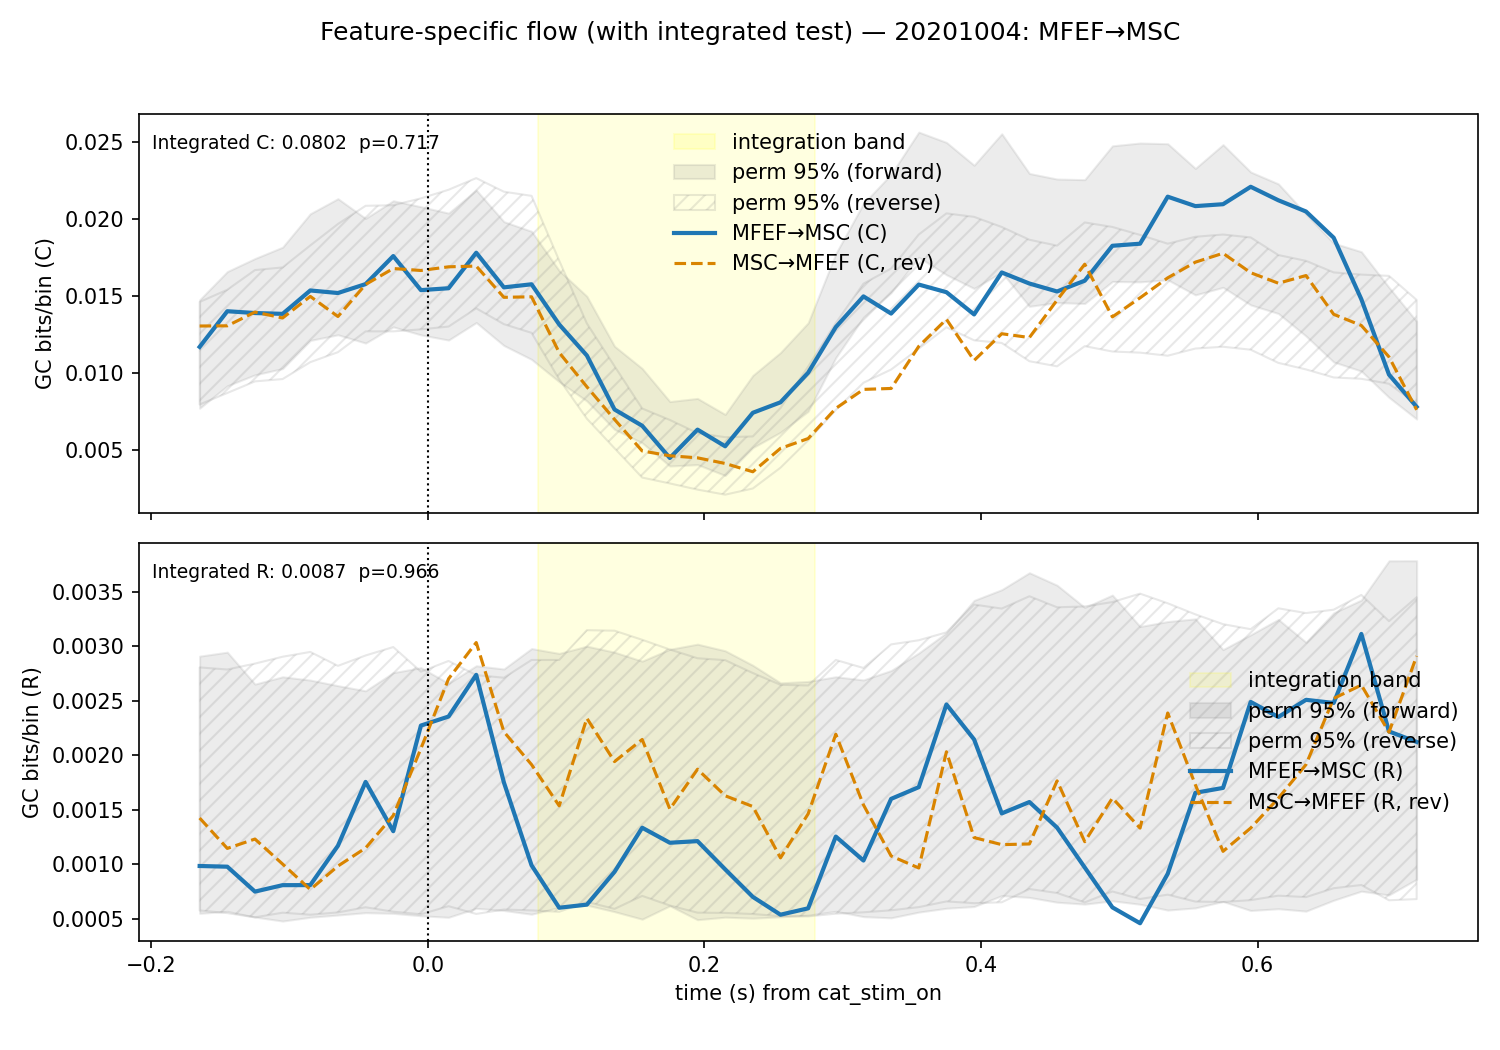 Feature-specific flow (with integrated test) — 20201004: MFEF→MSC
Integrated C: 0.0802  p=0.717
integration band
perm 95% (forward)
perm 95% (reverse)
MFEF→MSC (C)
MSC→MFEF (C, rev)
GC bits/bin (C)
0.025
0.020
0.015
0.010
0.005
Integrated R: 0.0087  p=0.966
integration band
perm 95% (forward)
perm 95% (reverse)
MFEF→MSC (R)
MSC→MFEF (R, rev)
GC bits/bin (R)
0.0035
0.0030
0.0025
0.0020
0.0015
0.0010
0.0005
−0.2 0.0 0.2 0.4 0.6
time (s) from cat_stim_on